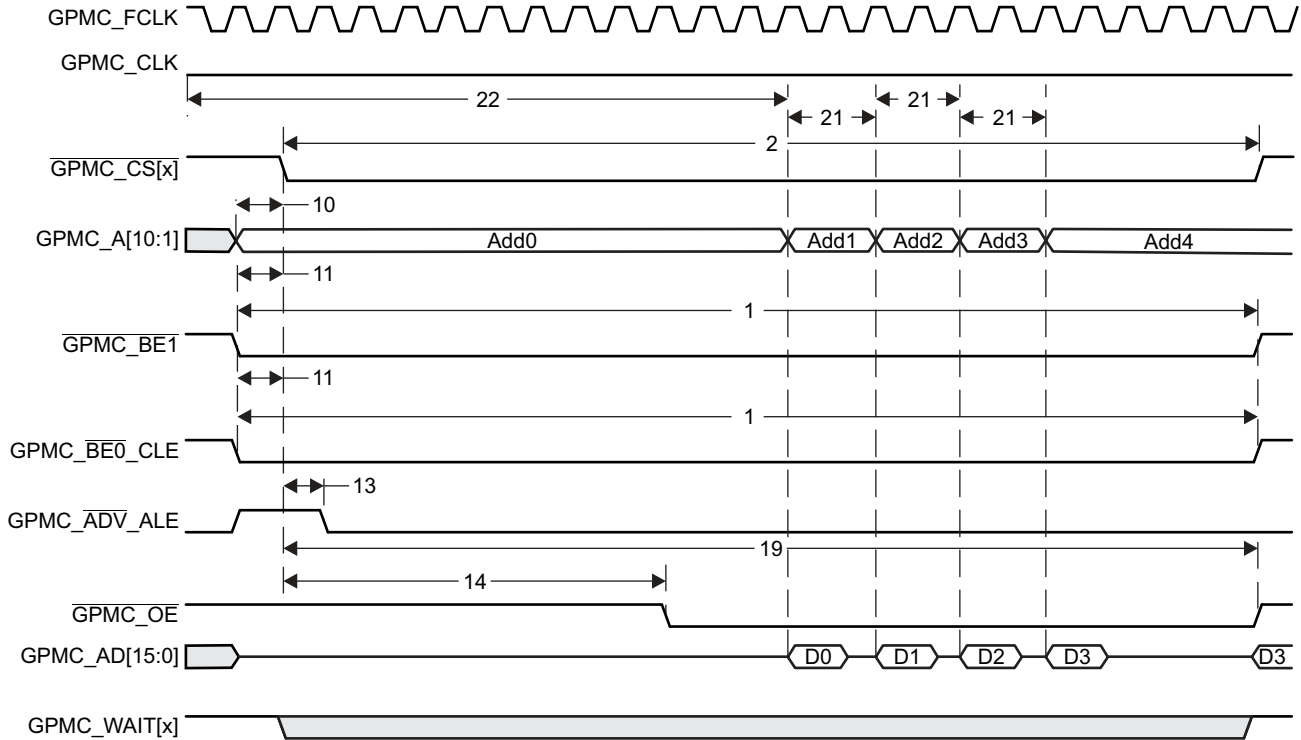 GPMC_FCLK
GPMC_CLK
22
21
21
21
2
GPMC_CS[x]
10
GPMC_A[10:1]
Add0
Add1
Add2
Add3
Add4
11
1
GPMC_BE1
11
1
GPMC_BE0_CLE
13
GPMC_ADV_ALE
19
14
GPMC_OE
GPMC_AD[15:0]
D0
D1
D2
D3
D3
GPMC_WAIT[x]